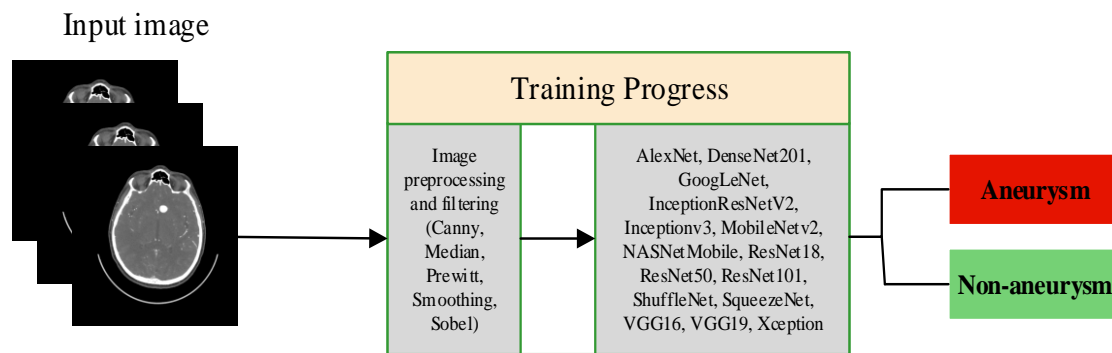 Input image
Training Progress
Image
preprocessing
and filtering
(Canny,
Median,
Prewitt,
Smoothing,
Sobel)
AlexNet, DenseNet201,
GoogLeNet,
InceptionResNetV2,
Inceptionv3, MobileNetv2,
NASNetMobile, ResNet18,
ResNet50, ResNet101,
ShuffleNet, SqueezeNet,
VGG16, VGG19, Xception
Aneurysm
Non-aneurysm